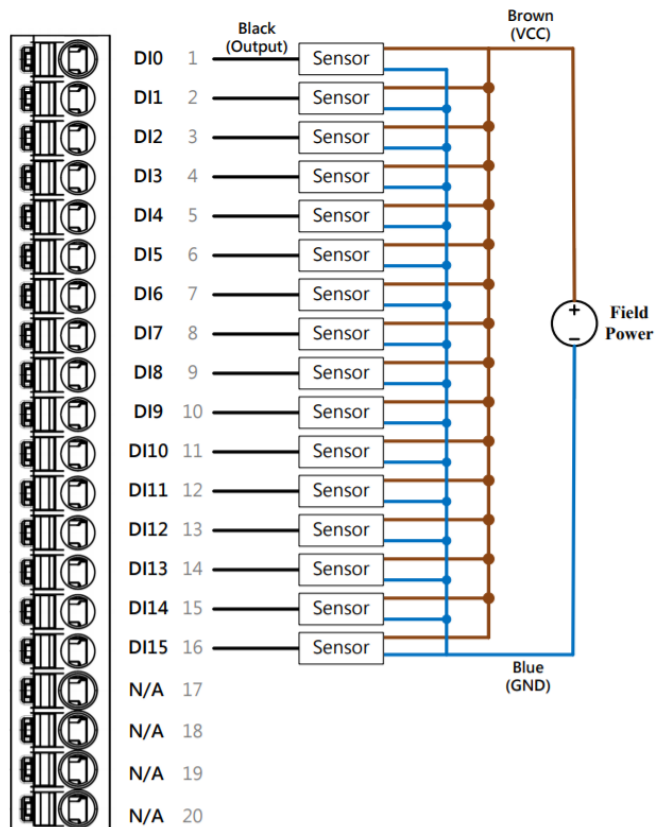 Black
(Output)
Brown
(VCC)
DI0 1 Sensor
DI1 2 Sensor
DI2 3 Sensor
DI3 4 Sensor
DI4 5 Sensor
DI5 6 Sensor
DI6 7 Sensor
+
Field
Power
−
DI7 8 Sensor
DI8 9 Sensor
DI9 10 Sensor
DI10 11 Sensor
DI11 12 Sensor
DI12 13 Sensor
DI13 14 Sensor
DI14 15 Sensor
DI15 16 Sensor
Blue
(GND)
N/A 17
N/A 18
N/A 19
N/A 20